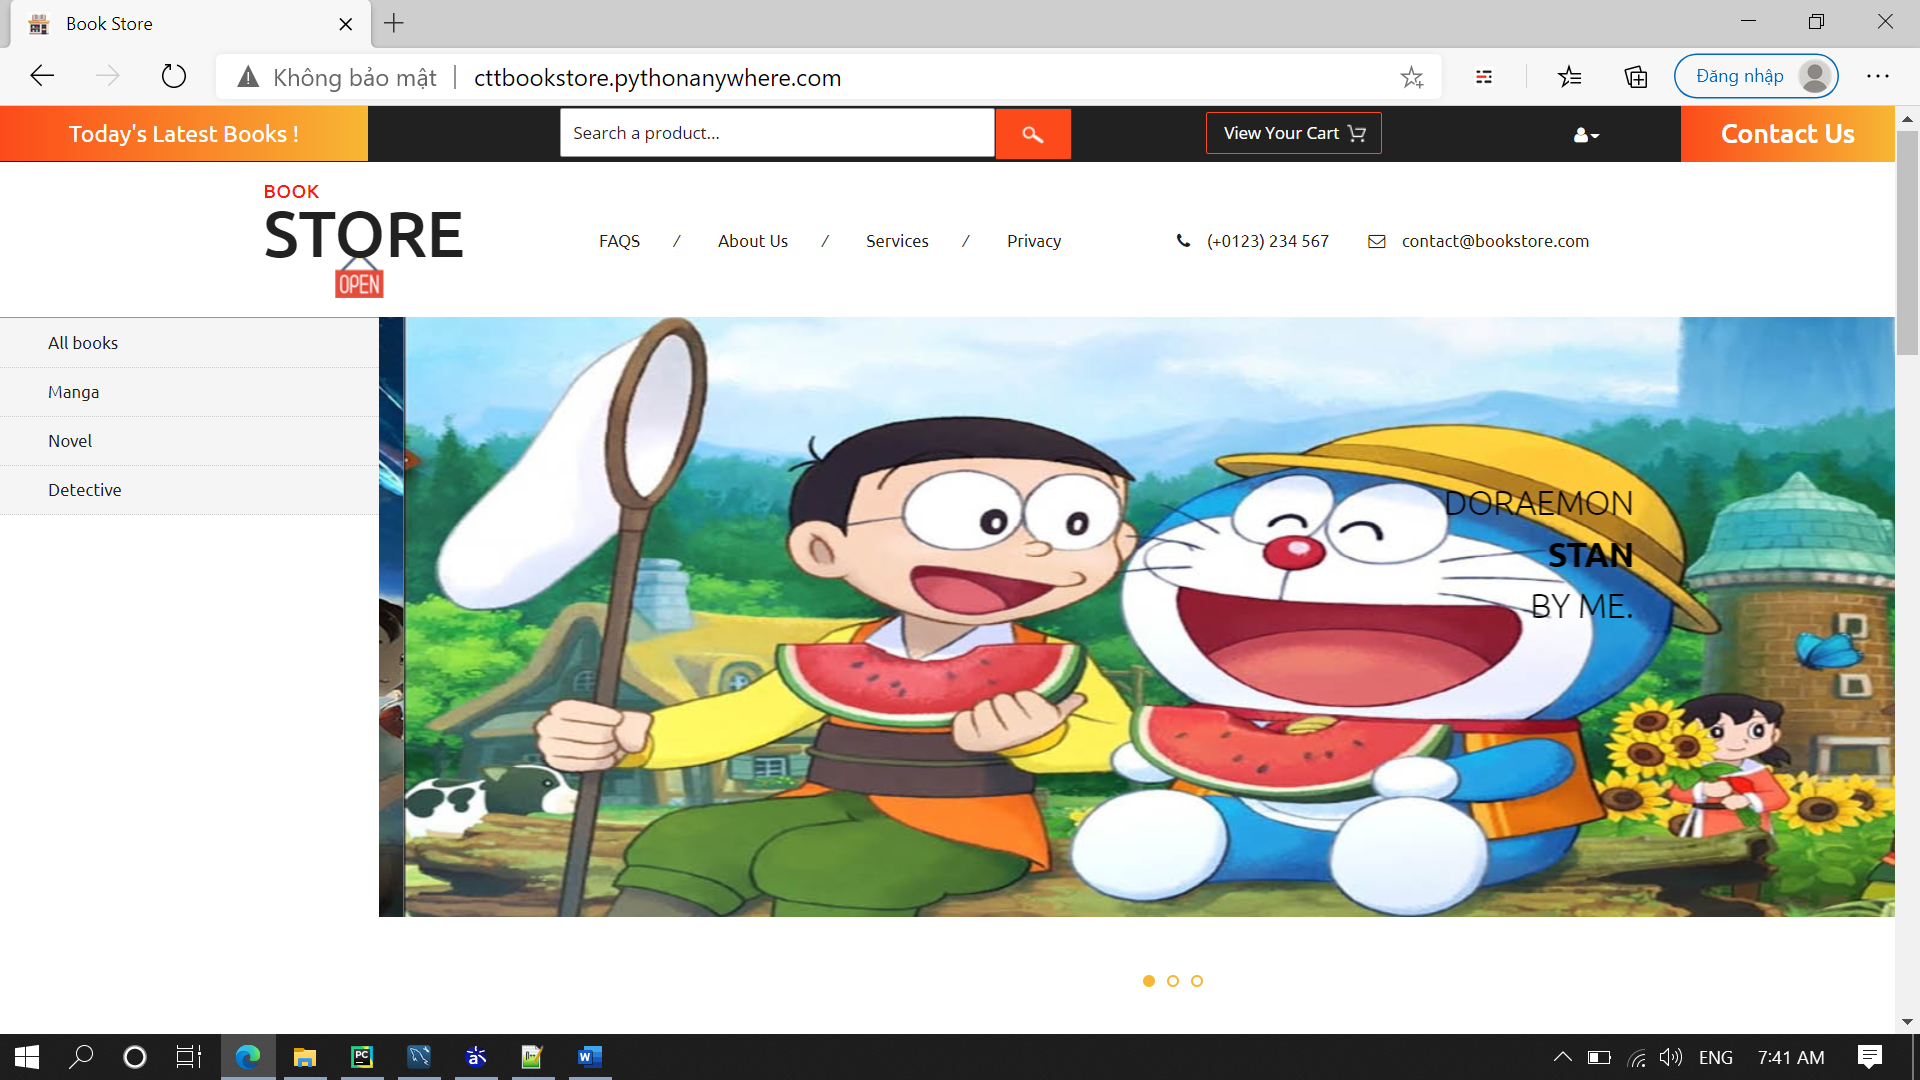 Book Store
Không bảo mật
cttbookstore.pythonanywhere.com
Đăng nhập
Today's Latest Books !
Search a product...
View Your Cart
Contact Us
BOOK
STORE
OPEN
FAQS / About Us / Services / Privacy
(+0123) 234 567
contact@bookstore.com
All books
Manga
Novel
Detective
DORAEMON
STAN
BY ME.
PC
W
ENG
7:41 AM